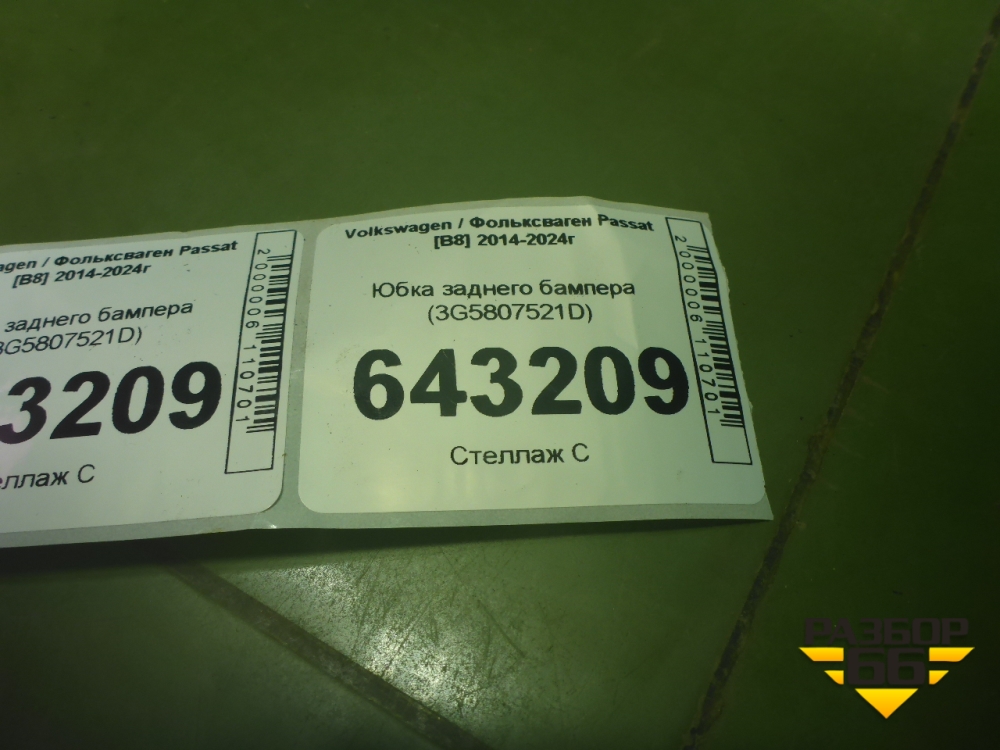 agen / Фольксваген Passat
[B8] 2014-2024г
заднего бампера
3G5807521D)
3209
еллаж С
2000006110701
Volkswagen / Фольксваген Passat
[B8] 2014-2024г
Юбка заднего бампера
(3G5807521D)
643209
Стеллаж С
2000006110701
РАЗБОР
66